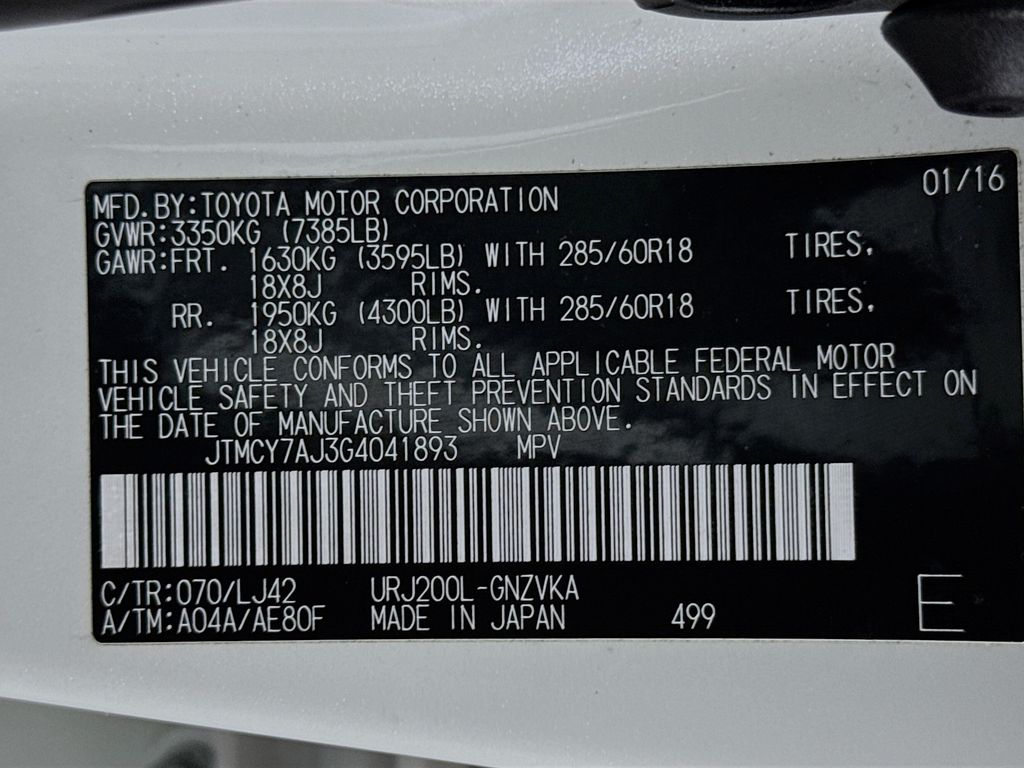 01/16
MFD.BY:TOYOTA MOTOR CORPORATION
GVWR:3350KG (7385LB)
GAWR:FRT. 1630KG (3595LB) WITH 285/60R18 TIRES.
18X8J RIMS.
RR. 1950KG (4300LB) WITH 285/60R18 TIRES.
18X8J RIMS.
THIS VEHICLE CONFORMS TO ALL APPLICABLE FEDERAL MOTOR
VEHICLE SAFETY AND THEFT PREVENTION STANDARDS IN EFFECT ON
THE DATE OF MANUFACTURE SHOWN ABOVE.
JTMCY7AJ3G4041893 MPV
C/TR:070/LJ42 URJ200L-GNZVKA
A/TM:A04A/AE80F MADE IN JAPAN 499
E